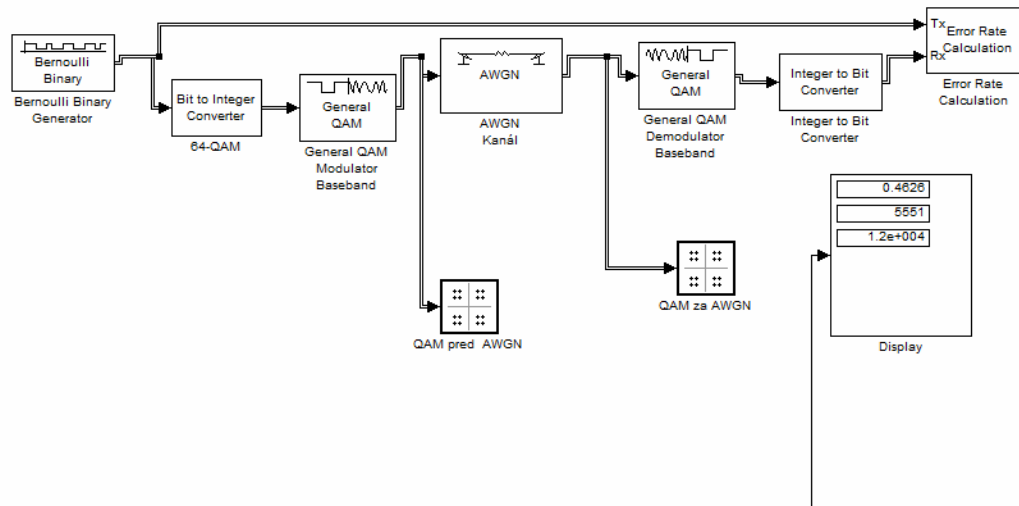 Bernoulli
Binary
Bernoulli Binary
Generator
Bit to Integer
Converter
64-QAM
General
QAM
General QAM
Modulator
Baseband
AWGN
AWGN
Kanál
General
QAM
General QAM
Demodulator
Baseband
Integer to Bit
Converter
Integer to Bit
Converter
Tx
Rx
Error Rate
Calculation
Error Rate
Calculation
QAM pred AWGN
QAM za AWGN
0.4626
5551
1.2e+004
Display